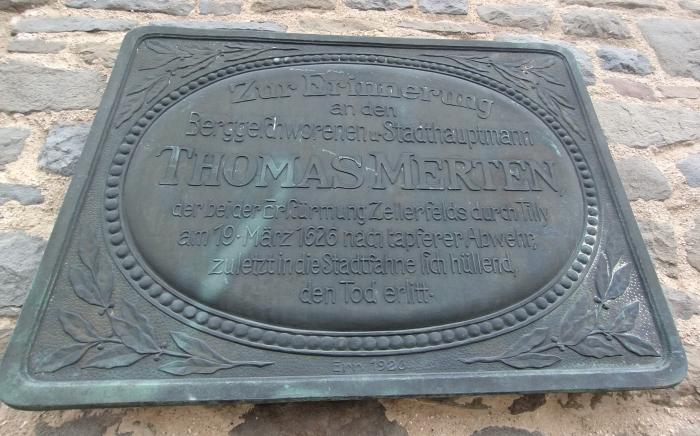 Zur Erinnerung
an den
Berggeschworenen u. Stadthauptmann
THOMAS MERTEN
der bei der Erstürmung Zellerfelds durch Tilly
am 19. März 1626 nach tapferer Abwehr,
zuletzt in die Stadtfahne sich hüllend,
den Tod erlitt.
1926